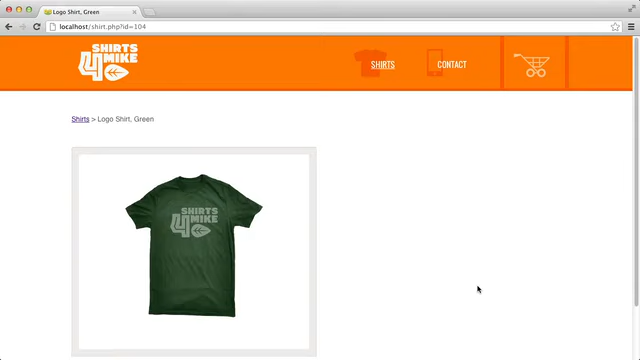 Logo Shirt, Green
localhost/shirt.php?id=104
SHIRTS
4 MIKE
SHIRTS
CONTACT
Shirts > Logo Shirt, Green
SHIRTS
4 MIKE